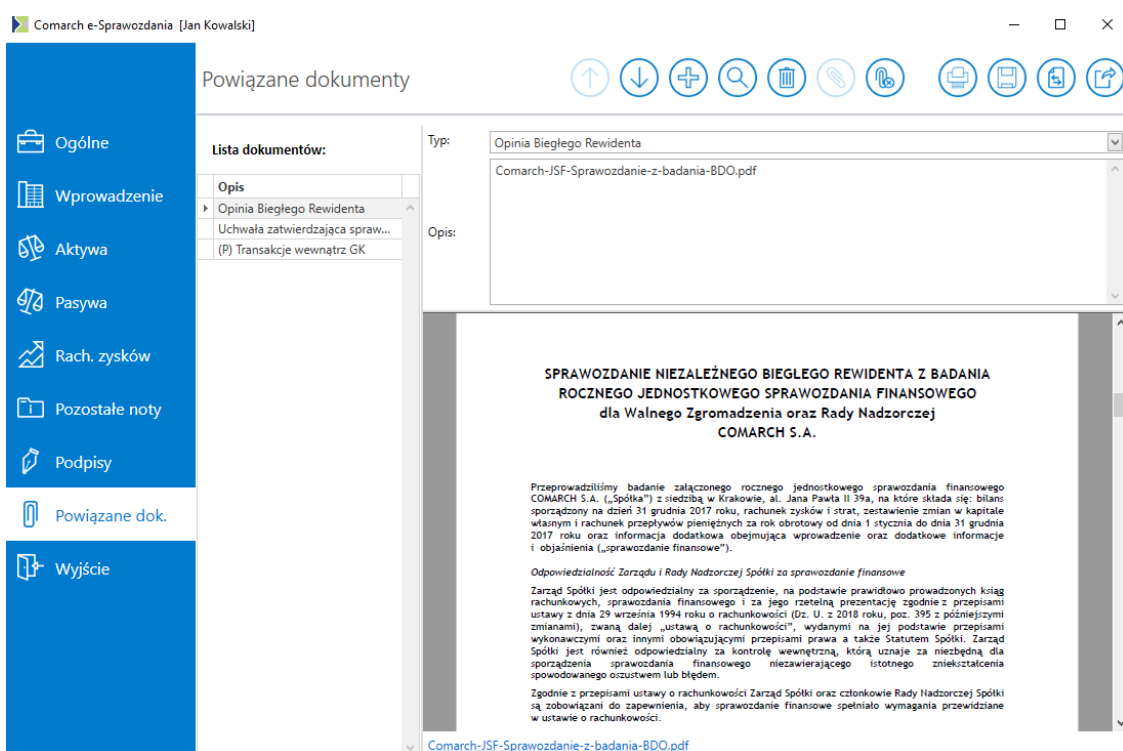 Comarch e-Sprawozdania [Jan Kowalski]
Powiązane dokumenty
Ogólne
Wprowadzenie
Aktywa
Pasywa
Rach. zysków
Pozostałe noty
Podpisy
Powiązane dok.
Wyjście
Lista dokumentów:
Opis
Opinia Biegłego Rewidenta
Uchwała zatwierdzająca spraw...
(P) Transakcje wewnątrz GK
Typ:
Opinia Biegłego Rewidenta
Opis:
Comarch-JSF-Sprawozdanie-z-badania-BDO.pdf
SPRAWOZDANIE NIEZALEŻNEGO BIEGŁEGO REWIDENTA Z BADANIA
ROCZNEGO JEDNOSTKOWEGO SPRAWOZDANIA FINANSOWEGO
dla Walnego Zgromadzenia oraz Rady Nadzorczej
COMARCH S.A.
Przeprowadziliśmy badanie załączonego rocznego jednostkowego sprawozdania finansowego
COMARCH S.A. („Spółka”) z siedzibą w Krakowie, al. Jana Pawła II 39a, na które składa się: bilans
sporządzony na dzień 31 grudnia 2017 roku, rachunek zysków i strat, zestawienie zmian w kapitale
własnym i rachunek przepływów pieniężnych za rok obrotowy od dnia 1 stycznia do dnia 31 grudnia
2017 roku oraz informacja dodatkowa obejmująca wprowadzenie oraz dodatkowe informacje
i objaśnienia („sprawozdanie finansowe”).
Odpowiedzialność Zarządu i Rady Nadzorczej Spółki za sprawozdanie finansowe
Zarząd Spółki jest odpowiedzialny za sporządzenie, na podstawie prawidłowo prowadzonych ksiąg
rachunkowych, sprawozdania finansowego i za jego rzetelną prezentację zgodnie z przepisami
ustawy z dnia 29 września 1994 roku o rachunkowości (Dz. U. z 2018 roku, poz. 395 z późniejszymi
zmianami), zwaną dalej „ustawą o rachunkowości”, wydanymi na jej podstawie przepisami
wykonawczymi oraz innymi obowiązującymi przepisami prawa a także Statutem Spółki. Zarząd
Spółki jest również odpowiedzialny za kontrolę wewnętrzną, którą uznaje za niezbędną dla
sporządzenia sprawozdania finansowego niezawierającego istotnego zniekształcenia
spowodowanego oszustwem lub błędem.
Zgodnie z przepisami ustawy o rachunkowości Zarząd Spółki oraz członkowie Rady Nadzorczej Spółki
są zobowiązani do zapewnienia, aby sprawozdanie finansowe spełniało wymagania przewidziane
w ustawie o rachunkowości.
Comarch-JSF-Sprawozdanie-z-badania-BDO.pdf